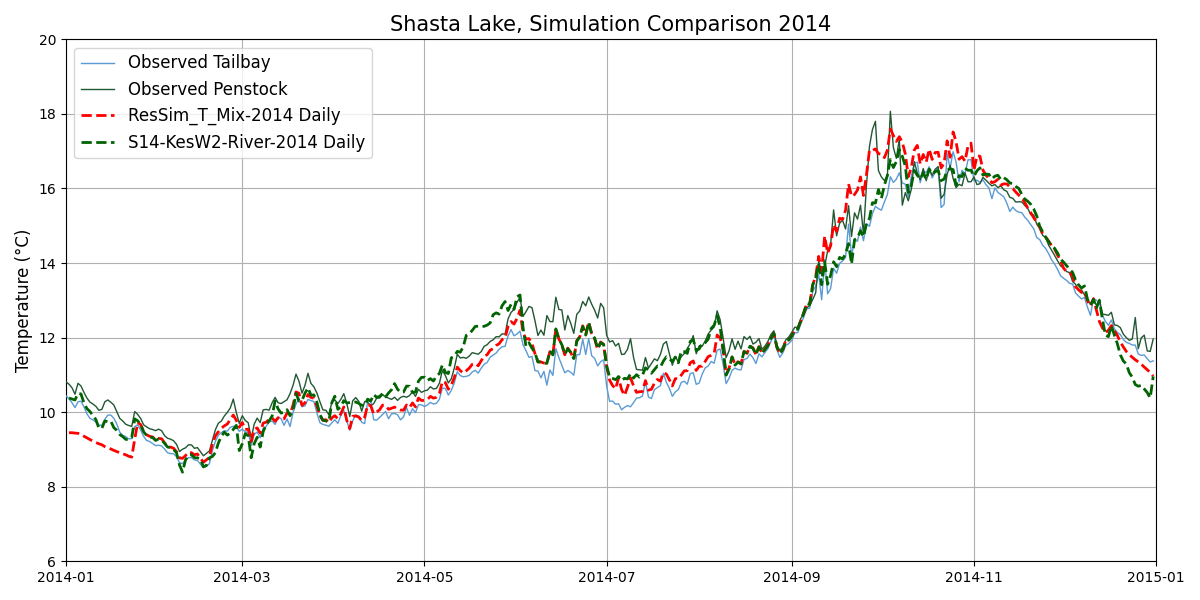 Shasta Lake, Simulation Comparison 2014
20
18
16
14
12
10
8
6
Temperature (°C)
Observed Tailbay
Observed Penstock
ResSim_T_Mix-2014 Daily
S14-KesW2-River-2014 Daily
2014-01
2014-03
2014-05
2014-07
2014-09
2014-11
2015-01